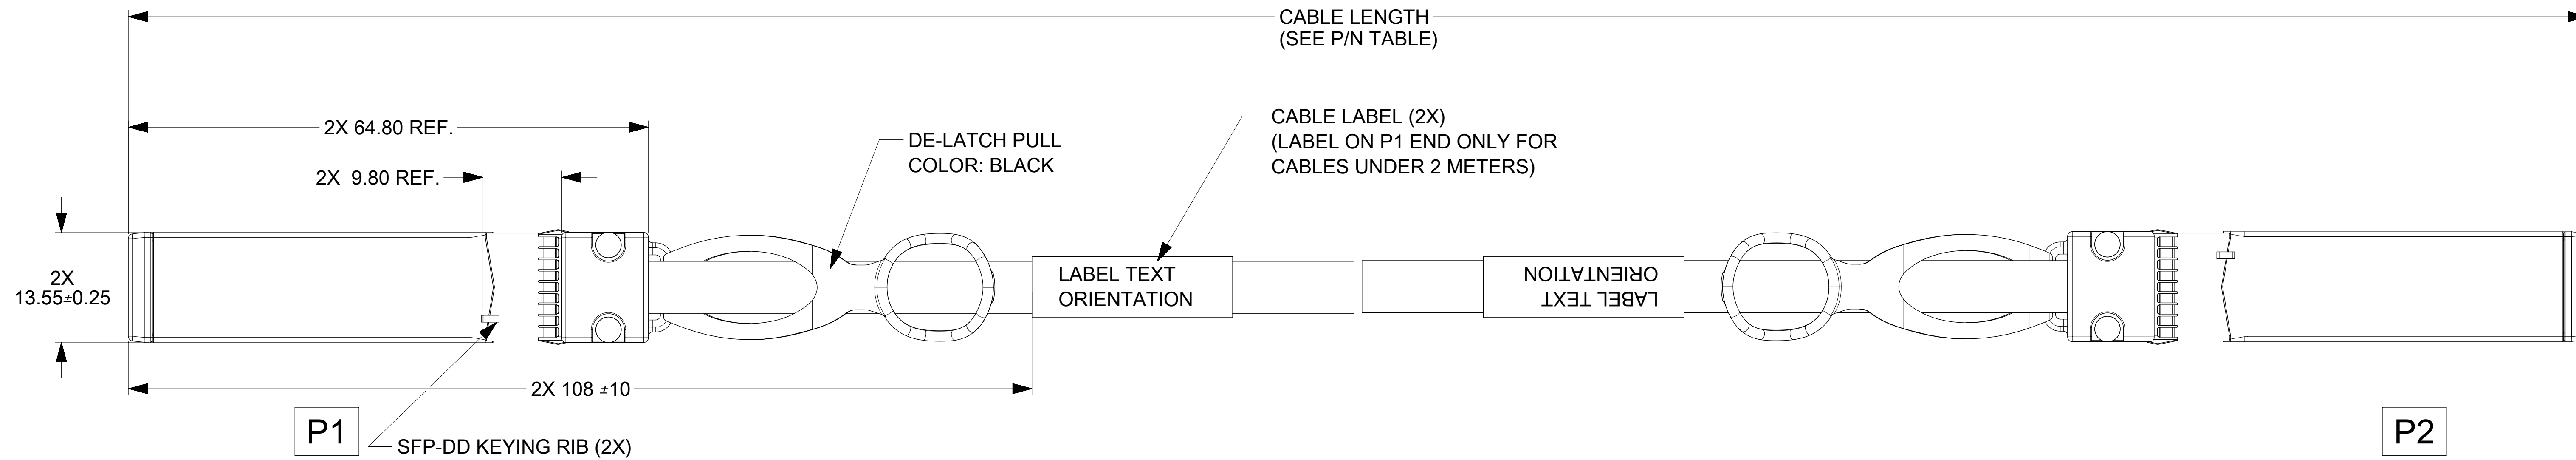 CABLE LENGTH
(SEE P/N TABLE)
2X 64.80 REF.
2X 9.80 REF.
DE-LATCH PULL
COLOR: BLACK
CABLE LABEL (2X)
(LABEL ON P1 END ONLY FOR
CABLES UNDER 2 METERS)
2X
13.55±0.25
LABEL TEXT
ORIENTATION
LABEL TEXT
ORIENTATION
2X 108 ±10
P1
SFP-DD KEYING RIB (2X)
P2